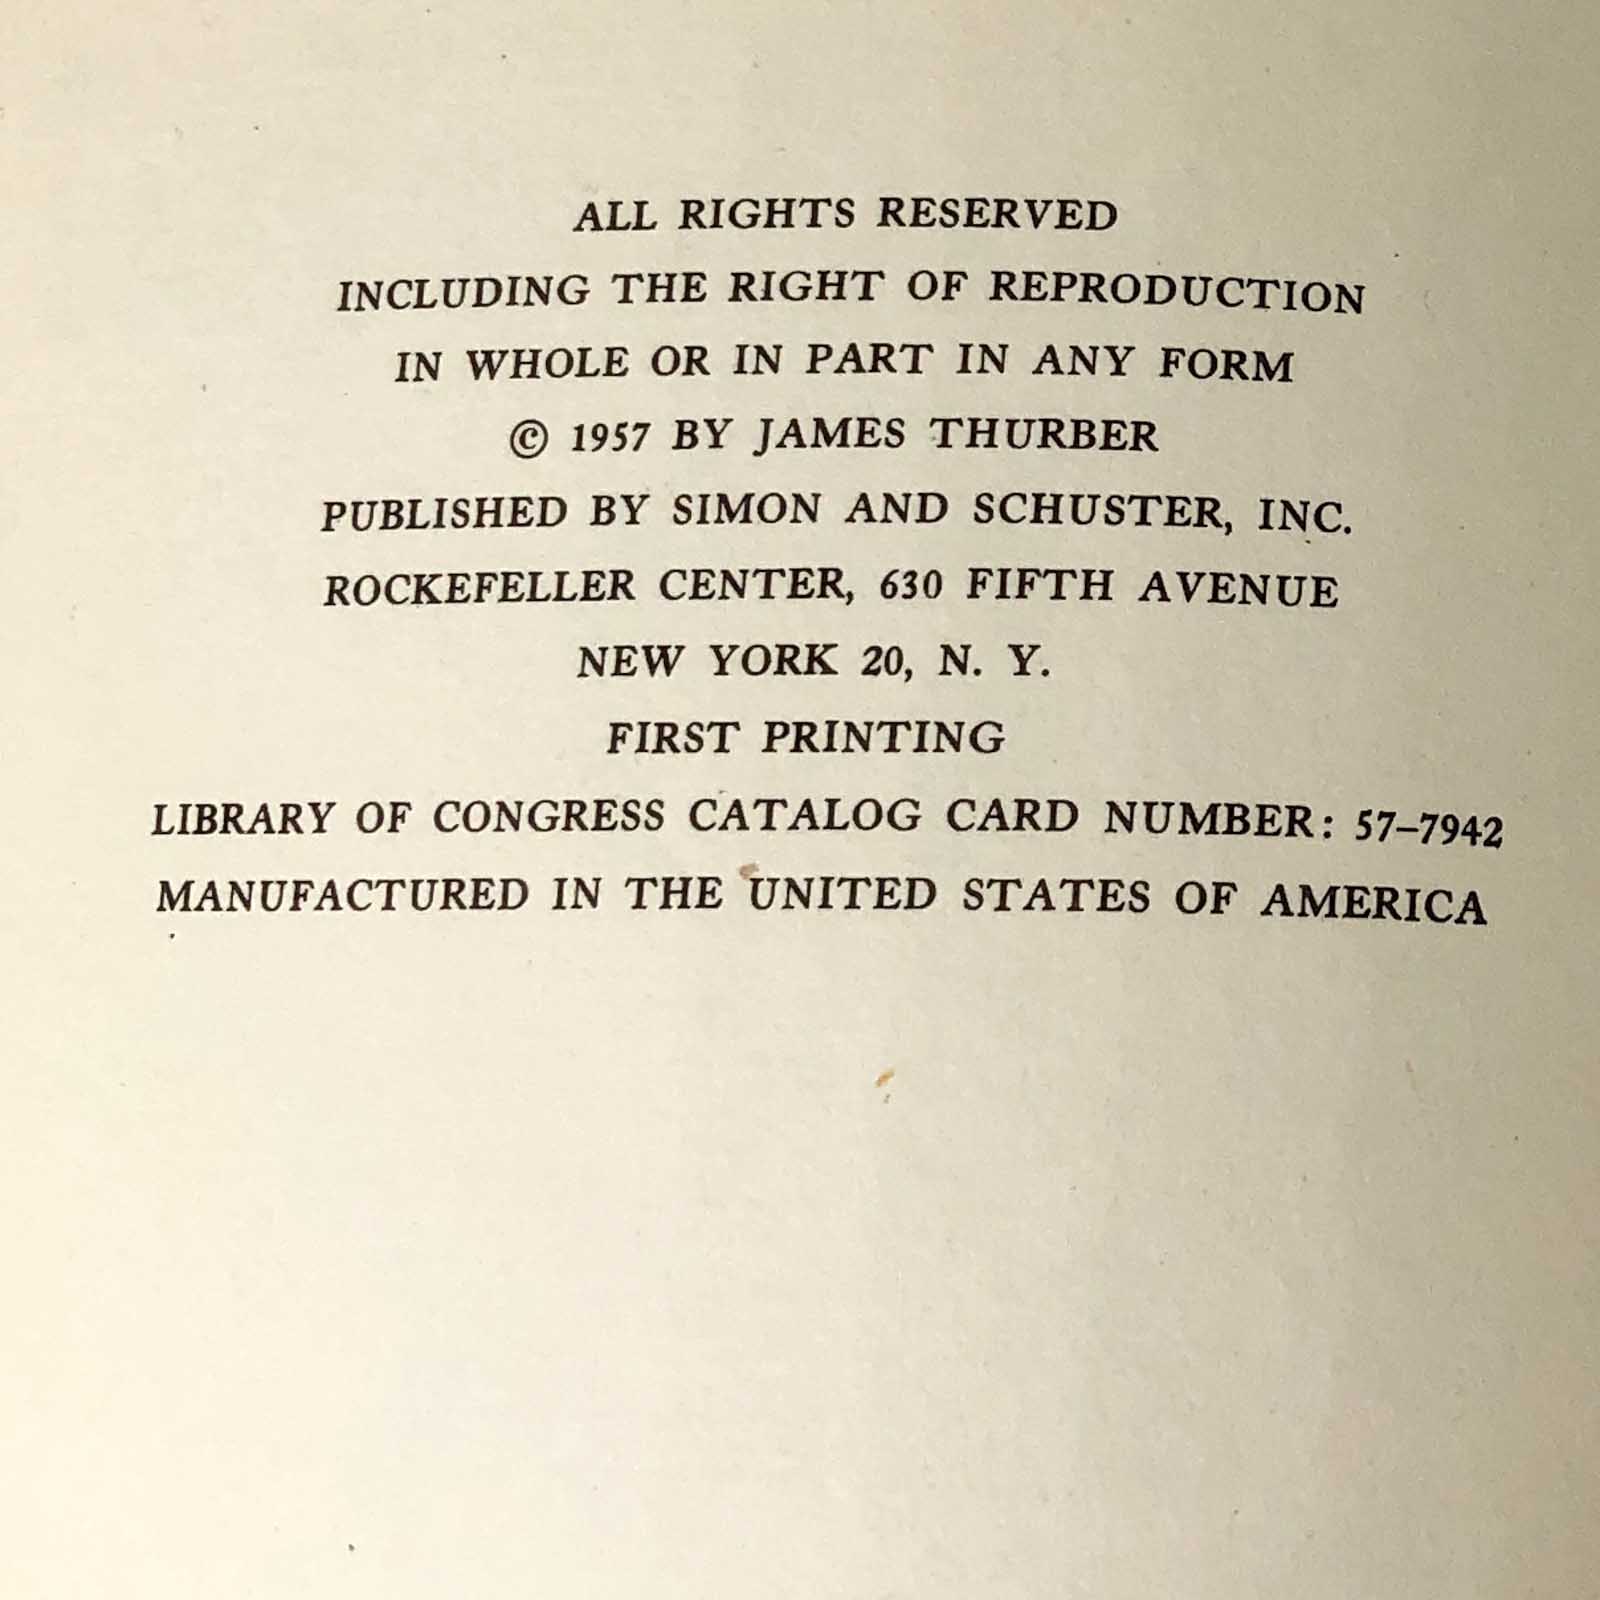 ALL RIGHTS RESERVED
INCLUDING THE RIGHT OF REPRODUCTION
IN WHOLE OR IN PART IN ANY FORM
© 1957 BY JAMES THURBER
PUBLISHED BY SIMON AND SCHUSTER, INC.
ROCKEFELLER CENTER, 630 FIFTH AVENUE
NEW YORK 20, N. Y.
FIRST PRINTING
LIBRARY OF CONGRESS CATALOG CARD NUMBER: 57–7942
MANUFACTURED IN THE UNITED STATES OF AMERICA